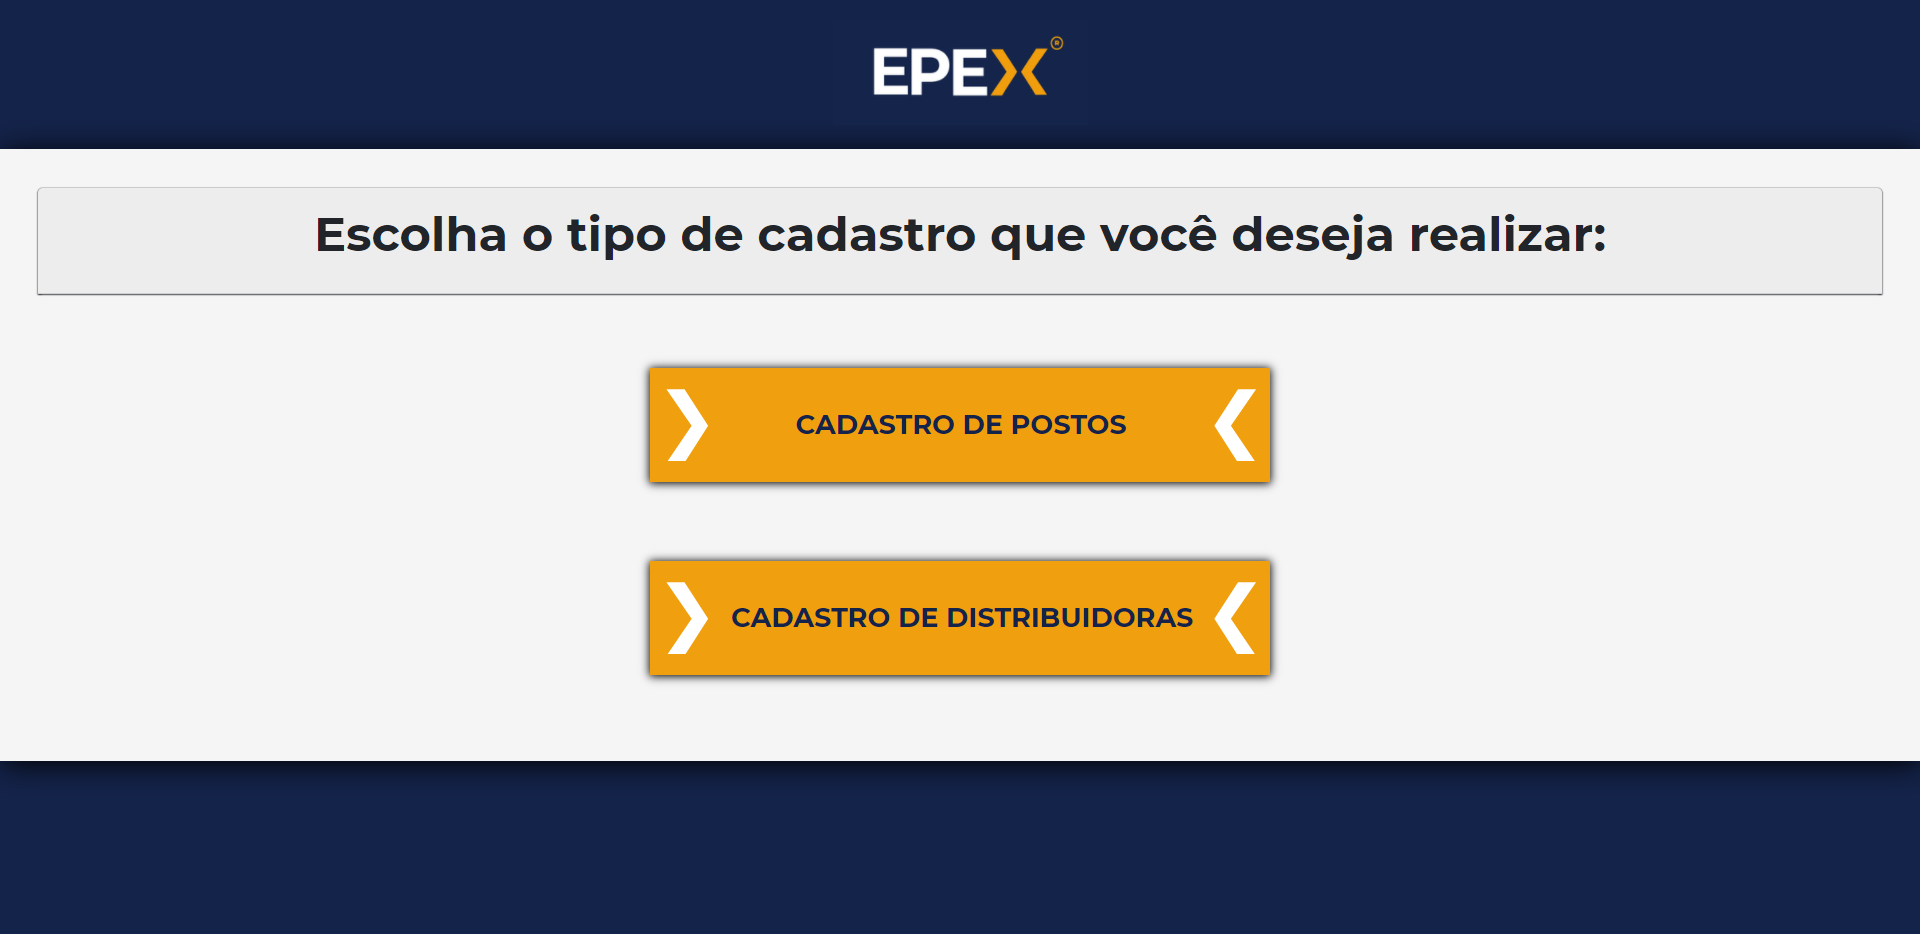 EPEX®
Escolha o tipo de cadastro que você deseja realizar:
CADASTRO DE POSTOS
CADASTRO DE DISTRIBUIDORAS